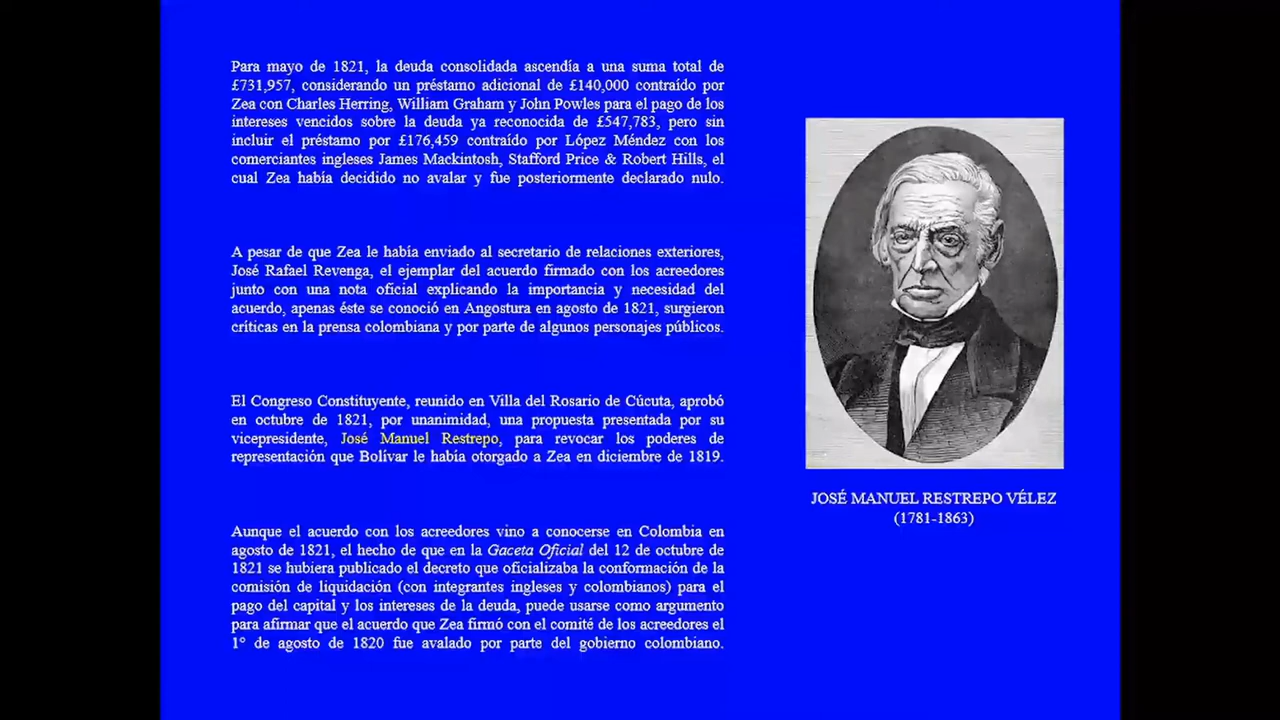 Para mayo de 1821, la deuda consolidada ascendía a una suma total de
£731,957, considerando un préstamo adicional de £140,000 contraído por
Zea con Charles Herring, William Graham y John Powles para el pago de los
intereses vencidos sobre la deuda ya reconocida de £547,783, pero sin
incluir el préstamo por £176,459 contraído por López Méndez con los
comerciantes ingleses James Mackintosh, Stafford Price & Robert Hills, el
cual Zea había decidido no avalar y fue posteriormente declarado nulo.
A pesar de que Zea le había enviado al secretario de relaciones exteriores,
José Rafael Revenga, el ejemplar del acuerdo firmado con los acreedores
junto con una nota oficial explicando la importancia y necesidad del
acuerdo, apenas éste se conoció en Angostura en agosto de 1821, surgieron
críticas en la prensa colombiana y por parte de algunos personajes públicos.
El Congreso Constituyente, reunido en Villa del Rosario de Cúcuta, aprobó
en octubre de 1821, por unanimidad, una propuesta presentada por su
vicepresidente, José Manuel Restrepo, para revocar los poderes de
representación que Bolívar le había otorgado a Zea en diciembre de 1819.
Aunque el acuerdo con los acreedores vino a conocerse en Colombia en
agosto de 1821, el hecho de que en la Gaceta Oficial del 12 de octubre de
1821 se hubiera publicado el decreto que oficializaba la conformación de la
comisión de liquidación (con integrantes ingleses y colombianos) para el
pago del capital y los intereses de la deuda, puede usarse como argumento
para afirmar que el acuerdo que Zea firmó con el comité de los acreedores el
1° de agosto de 1820 fue avalado por parte del gobierno colombiano.
JOSÉ MANUEL RESTREPO VÉLEZ
(1781-1863)